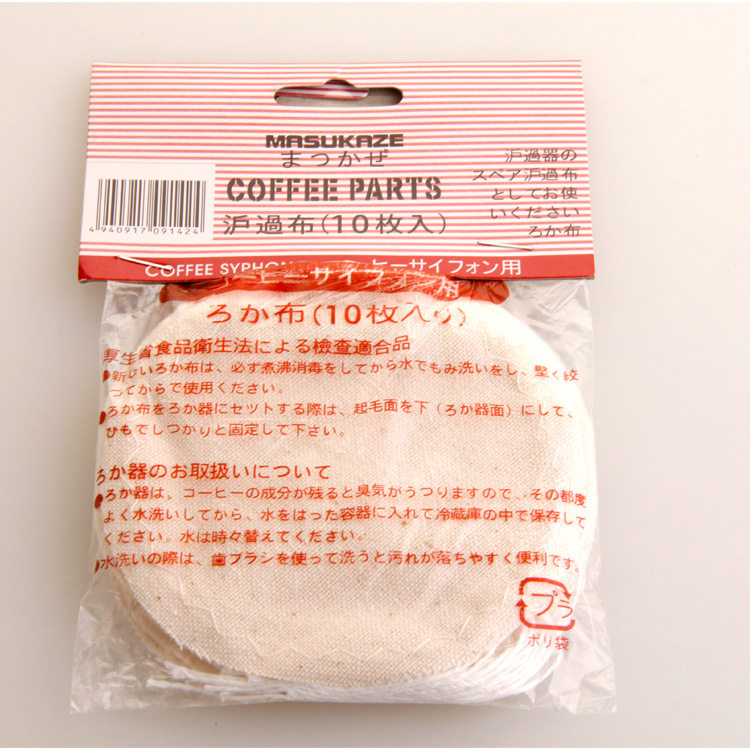 MASUKAZE
まつかぜ
COFFEE PARTS
沪過布(10枚入)
沪過器の
スペア沪過布
としてお使
いください
ろか布
4 940917 091424
COFFEE SYPHON ヒーサイフォン用
コーヒーサイフォン用
ろか布(10枚入り)
厚生省食品衛生法による檢査適合品
●新しいろか布は、必ず煮沸消毒をしてから水でもみ洗いをし、堅く絞
つてからで使用ください。
●ろか布をろか器にセツトする際は、起毛面を下(ろか器面)にして、
ひもでしつかりと固定して下さい。
ろか器のお取扱いについて
●ろか器は。コーヒーの成分が残ると臭気がうつりますので、その都度
よく水洗いしてから、水をはった容器に入れて冷蔵庫の中で保存して
ください。水は時々替えてください。
●水洗いの際は、歯ブラシを使って洗うと汚れが落ちやすく便利です。
プラ
ポリ袋